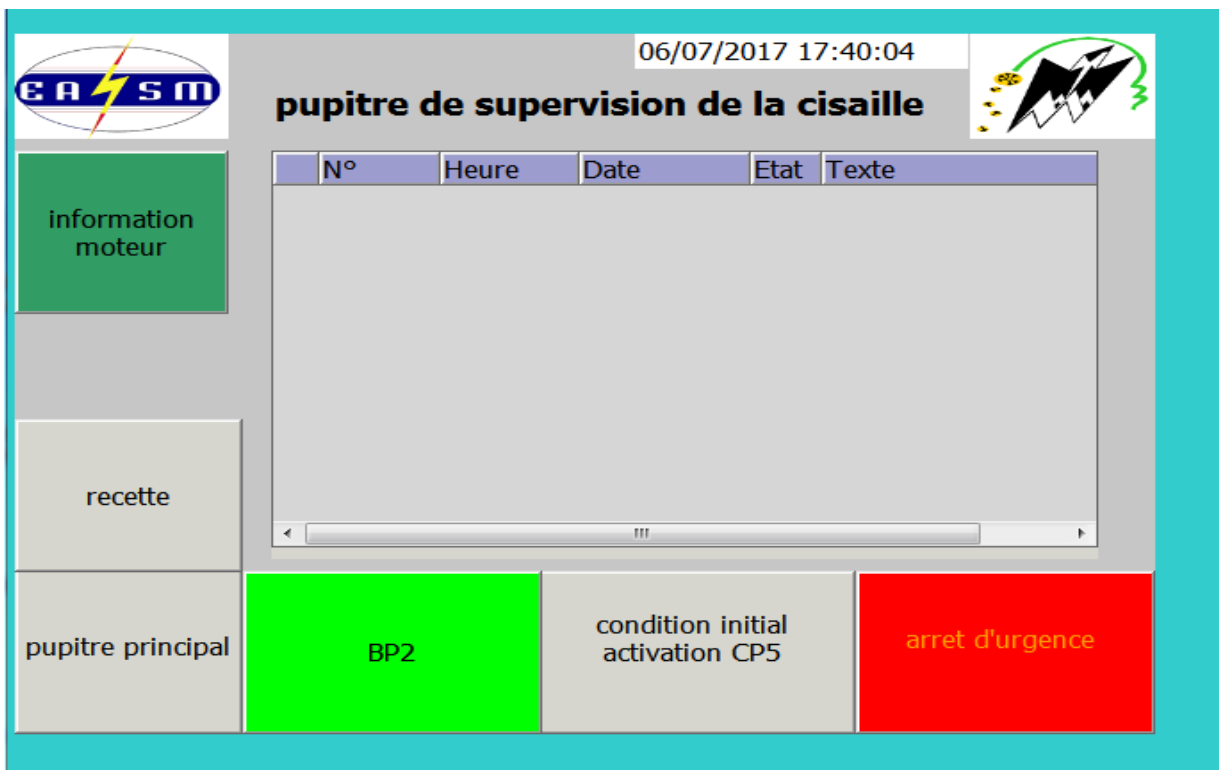 06/07/2017 17:40:04
EASM
pupitre de supervision de la cisaille
N° Heure Date Etat Texte
information
moteur
recette
pupitre principal
BP2
condition initial
activation CP5
arret d'urgence